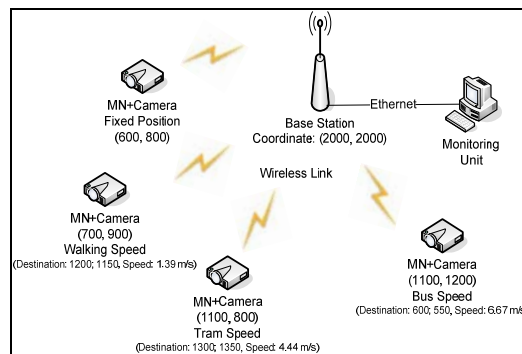 MN+Camera
Fixed Position
(600, 800)
Base Station
Coordinate: (2000, 2000)
Ethernet
Monitoring
Unit
Wireless Link
MN+Camera
(700, 900)
Walking Speed
(Destination: 1200; 1150, Speed: 1.39 m/s)
MN+Camera
(1100, 800)
Tram Speed
(Destination: 1300; 1350, Speed: 4.44 m/s)
MN+Camera
(1100, 1200)
Bus Speed
(Destination: 600; 550, Speed: 6.67 m/s